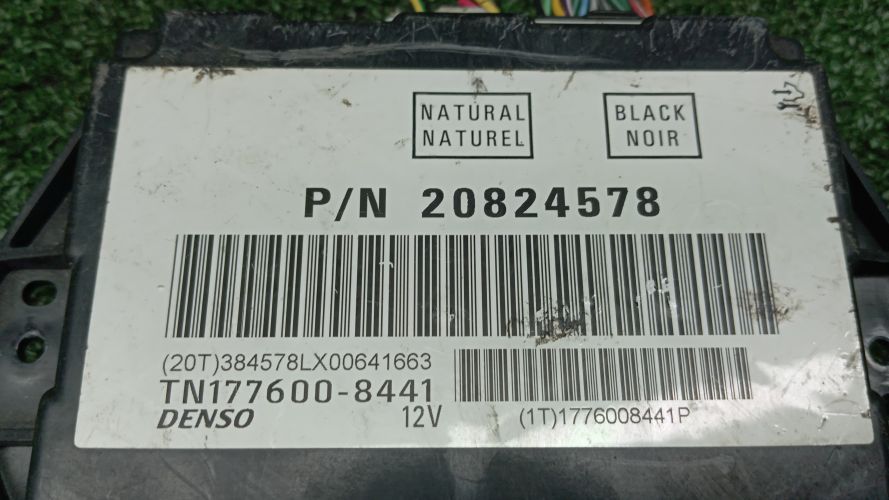 NATURAL
NATUREL
BLACK
NOIR
P/N 20824578
(20T)384578LX00641663
TN177600-8441
DENSO 12V
(1T)1776008441P